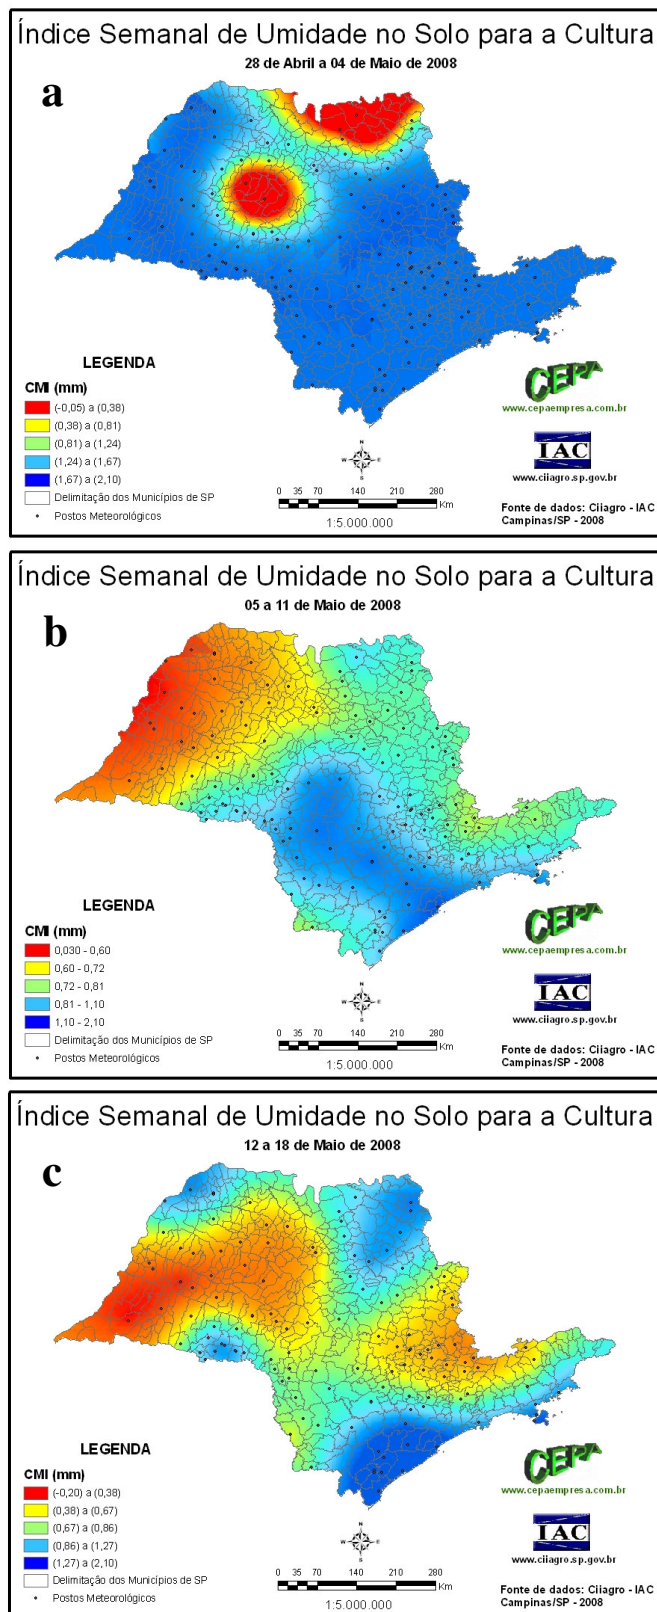 Índice Semanal de Umidade no Solo para a Cultura
28 de Abril a 04 de Maio de 2008
a
LEGENDA
CMI (mm)
(-0,05) a (0,38)
(0,38) a (0,81)
(0,81) a (1,24)
(1,24) a (1,67)
(1,67) a (2,10)
Delimitação dos Municípios de SP
Postos Meteorológicos
N
W E
S
0 35 70 140 210 280
Km
1:5.000.000
CEPA
www.cepaempresa.com.br
IAC
www.ciiagro.sp.gov.br
Fonte de dados: Ciiagro - IAC
Campinas/SP - 2008
Índice Semanal de Umidade no Solo para a Cultura
05 a 11 de Maio de 2008
b
LEGENDA
CMI (mm)
0,030 - 0,60
0,60 - 0,72
0,72 - 0,81
0,81 - 1,10
1,10 - 2,10
Delimitação dos Municípios de SP
Postos Meteorológicos
N
W E
S
0 35 70 140 210 280
Km
1:5.000.000
CEPA
www.cepaempresa.com.br
IAC
www.ciiagro.sp.gov.br
Fonte de dados: Ciiagro - IAC
Campinas/SP - 2008
Índice Semanal de Umidade no Solo para a Cultura
12 a 18 de Maio de 2008
c
LEGENDA
CMI (mm)
(-0,20) a (0,38)
(0,38) a (0,67)
(0,67) a (0,86)
(0,86) a (1,27)
(1,27) a (2,10)
Delimitação dos Municípios de SP
Postos Meteorológicos
N
W E
S
0 35 70 140 210 280
Km
1:5.000.000
CEPA
www.cepaempresa.com.br
IAC
www.ciiagro.sp.gov.br
Fonte de dados: Ciiagro - IAC
Campinas/SP - 2008